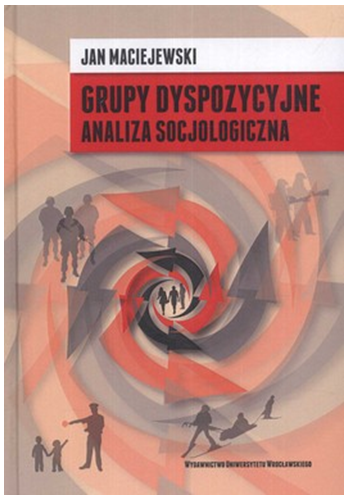 JAN MACIEJEWSKI
GRUPY DYSPOZYCYJNE
ANALIZA SOCJOLOGICZNA
WYDAWNICTWO UNIWERSYTETU WROCŁAWSKIEGO